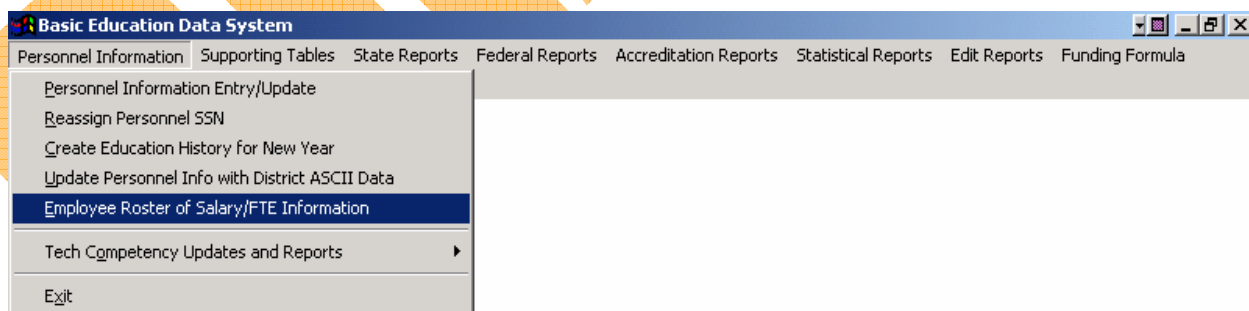 Basic Education Data System
Personnel Information Supporting Tables State Reports Federal Reports Accreditation Reports Statistical Reports Edit Reports Funding Formula
Personnel Information Entry/Update
Reassign Personnel SSN
Create Education History for New Year
Update Personnel Info with District ASCII Data
Employee Roster of Salary/FTE Information
Tech Competency Updates and Reports
Exit